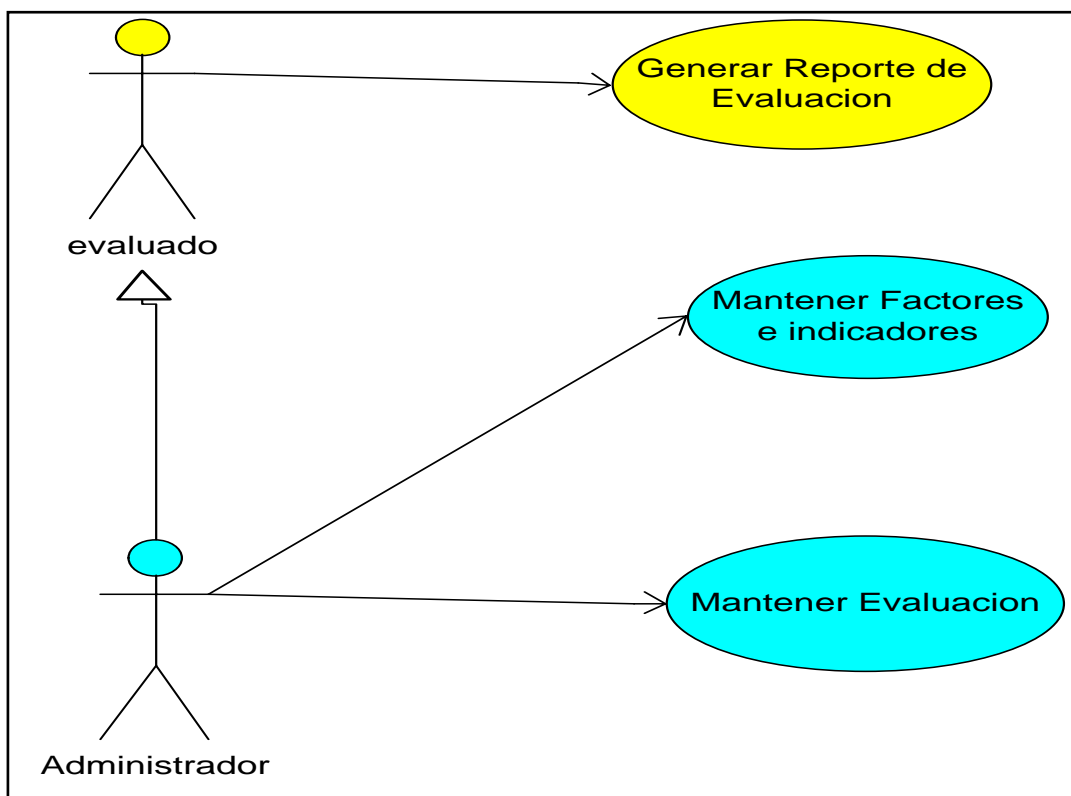 Generar Reporte de
Evaluacion
evaluado
Mantener Factores
e indicadores
Mantener Evaluacion
Administrador